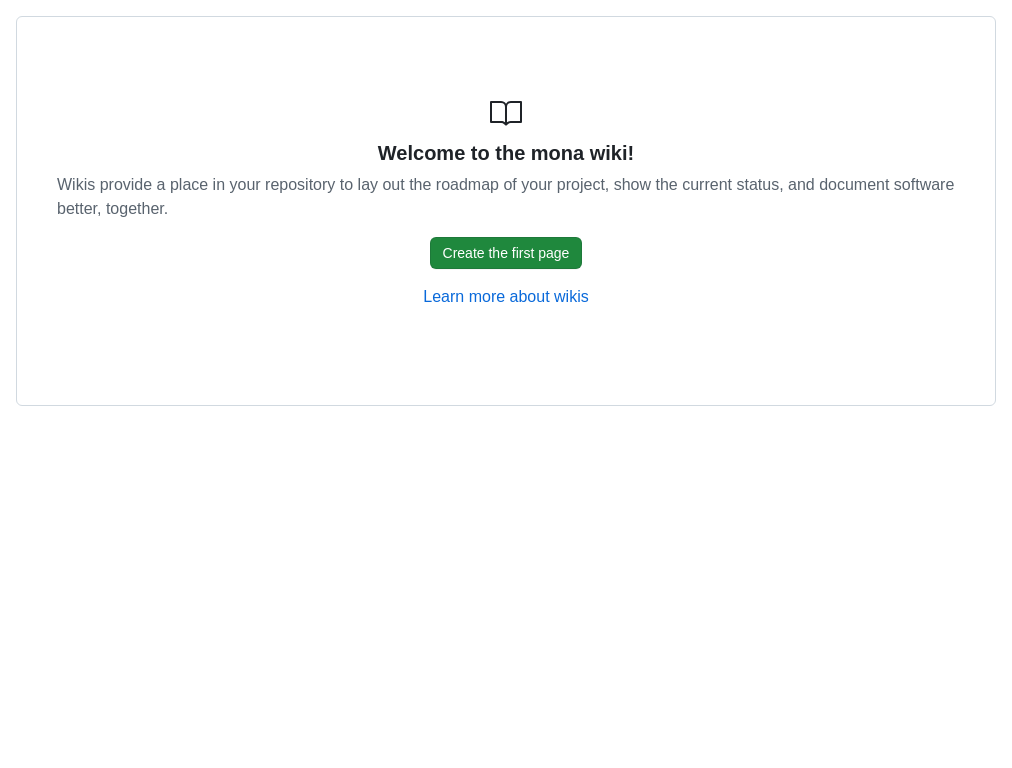 Welcome to the mona wiki!
Wikis provide a place in your repository to lay out the roadmap of your project, show the current status, and document software
better, together.
Create the first page
Learn more about wikis